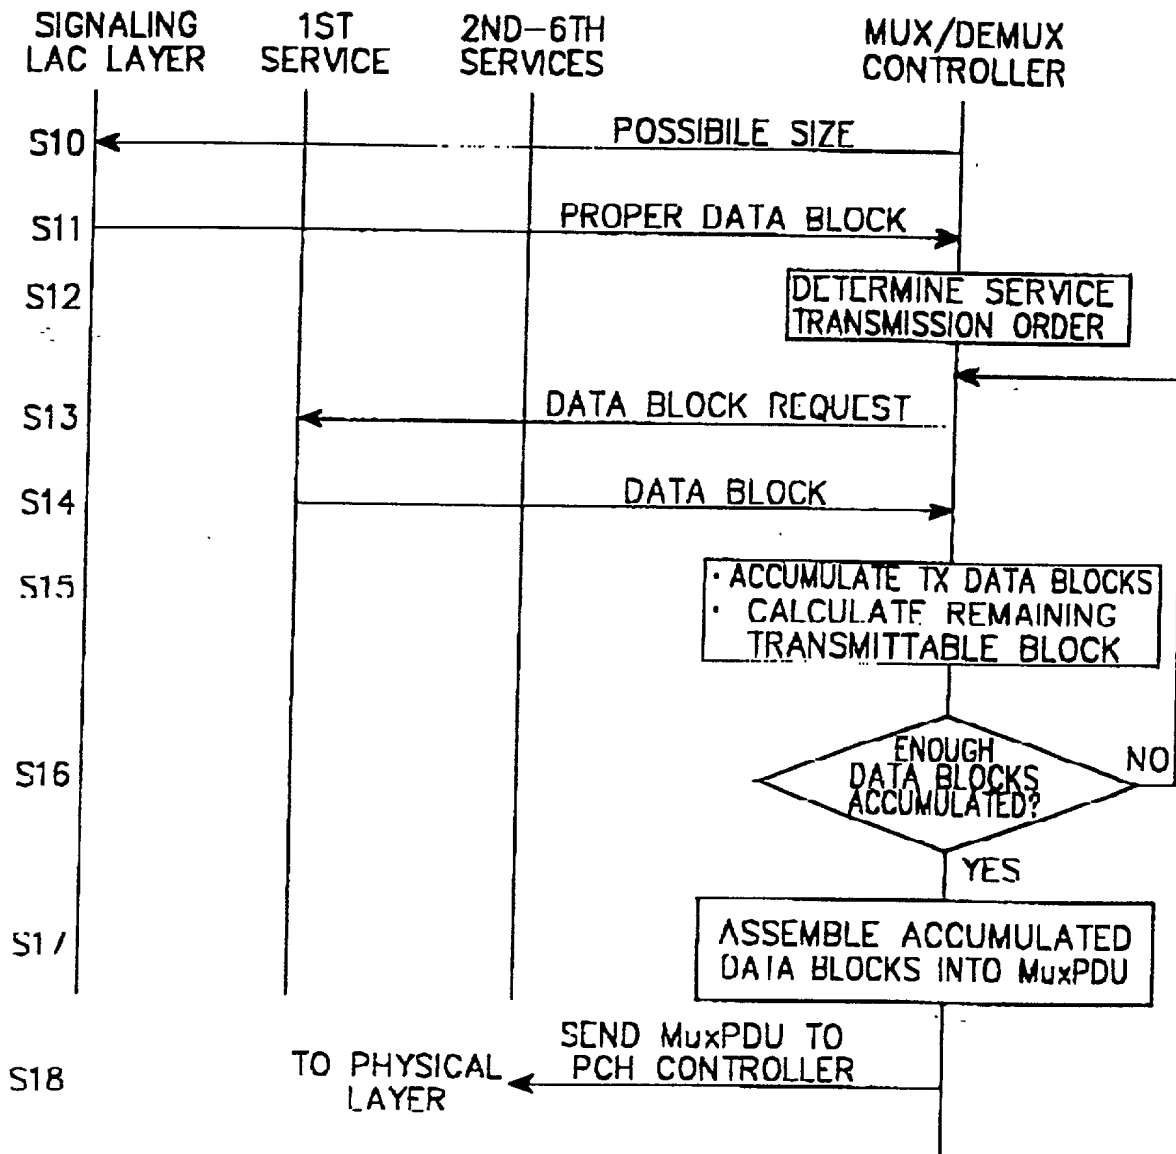 SIGNALING
LAC LAYER
1ST
SERVICE
2ND-6TH
SERVICES
MUX/DEMUX
CONTROLLER
S10
POSSIBILE SIZE
S11
PROPER DATA BLOCK
S12
DETERMINE SERVICE
TRANSMISSION ORDER
S13
DATA BLOCK REQUEST
S14
DATA BLOCK
S15
· ACCUMULATE TX DATA BLOCKS
· CALCULATE REMAINING
TRANSMITTABLE BLOCK
S16
ENOUGH
DATA BLOCKS
ACCUMULATED?
NO
YES
S17
ASSEMBLE ACCUMULATED
DATA BLOCKS INTO MuxPDU
S18
SEND MuxPDU TO
PCH CONTROLLER
TO PHYSICAL
LAYER